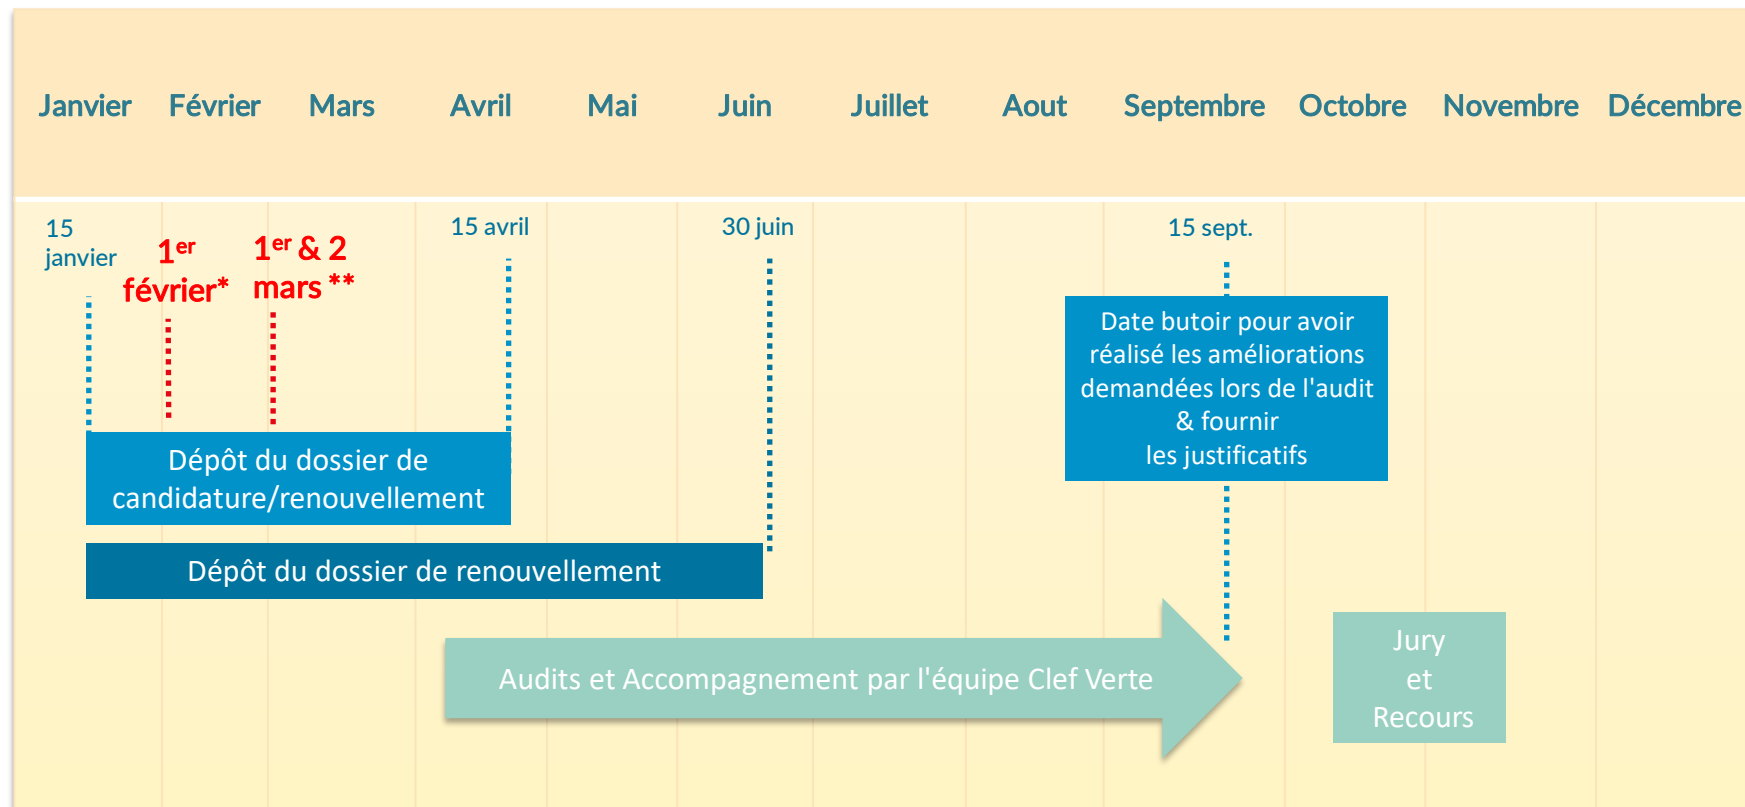 Janvier Février Mars Avril Mai Juin Juillet Aout Septembre Octobre Novembre Décembre
15
janvier
1er
février*
1er & 2
mars **
15 avril
30 juin
15 sept.
Date butoir pour avoir
réalisé les améliorations
demandées lors de l'audit
& fournir
les justificatifs
Dépôt du dossier de
candidature/renouvellement
Dépôt du dossier de renouvellement
Audits et Accompagnement par l'équipe Clef Verte
Jury
et
Recours